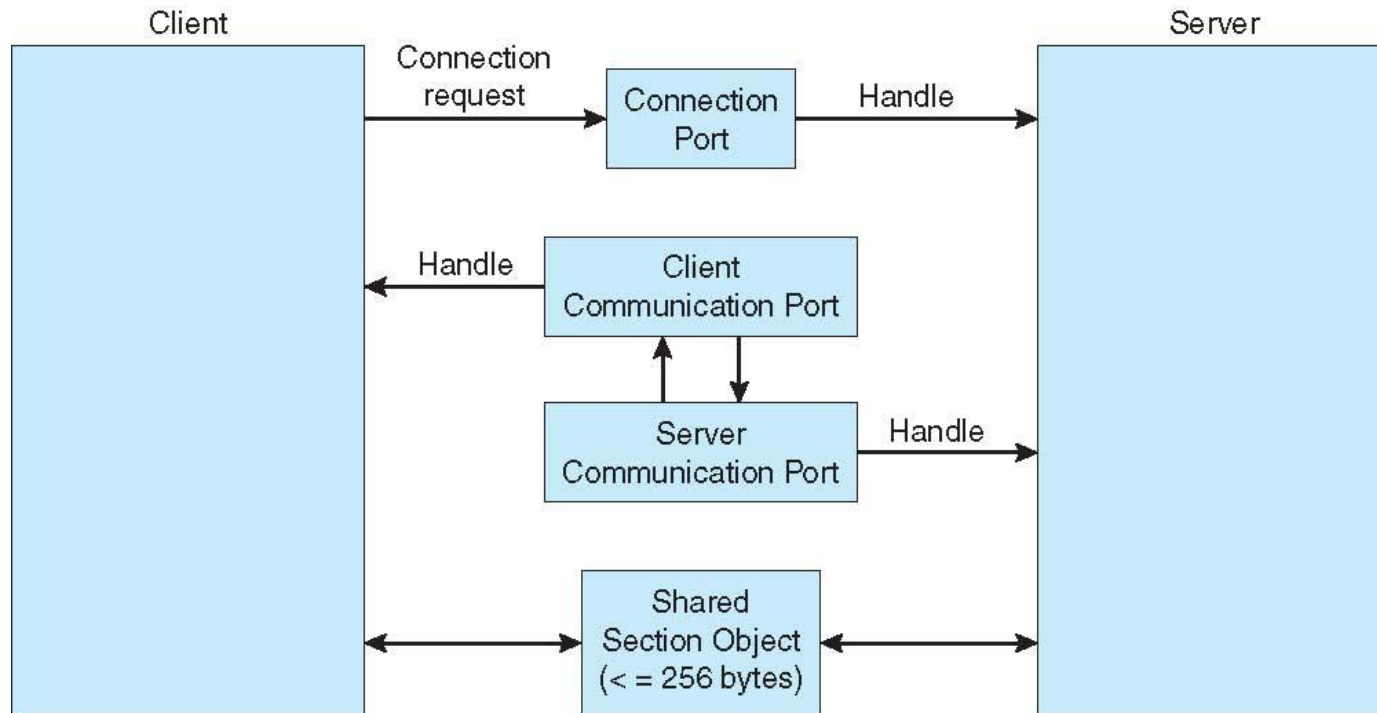 Client
Server
Connection
request
Connection
Port
Handle
Handle
Client
Communication Port
Server
Communication Port
Handle
Shared
Section Object
(< = 256 bytes)